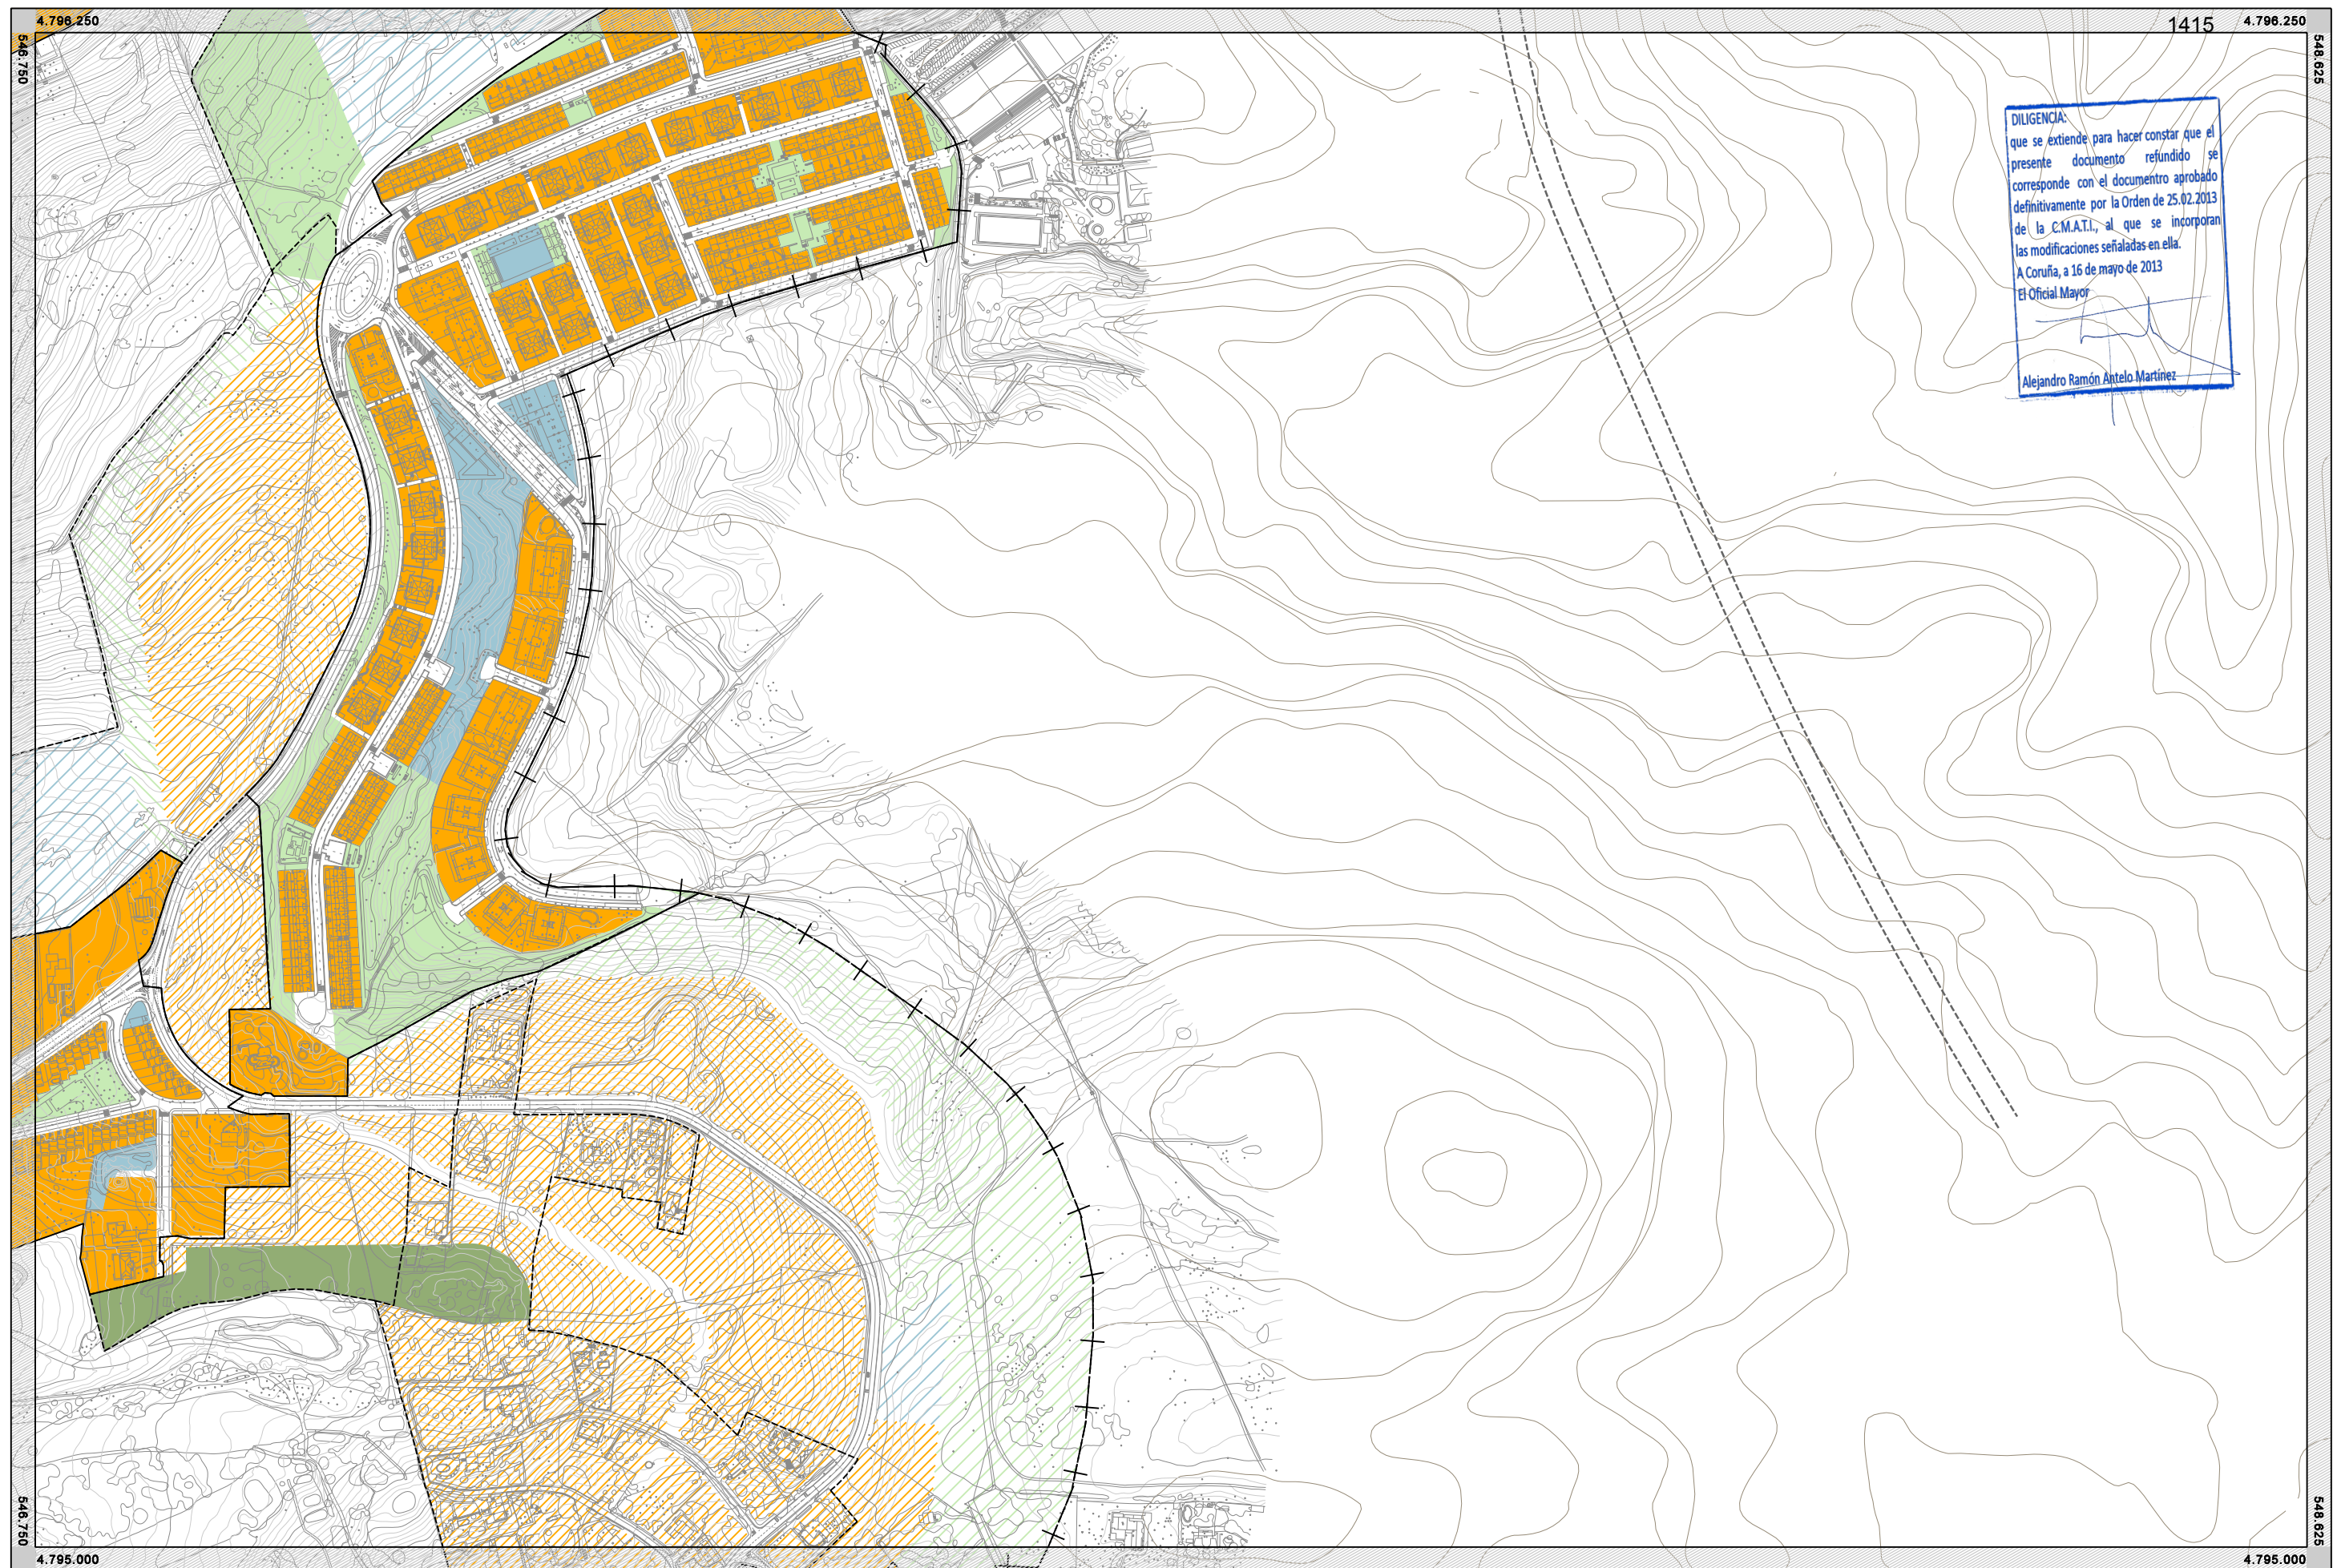 4.796.250
1415
4.796.250
546.750
548.625
DILIGENCIA:
que se extiende para hacer constar que el
presente documento refundido se
corresponde con el documentro aprobado
definitivamente por la Orden de 25.02.2013
de la C.M.A.T.I., al que se incorporan
las modificaciones señaladas en ella.
A Coruña, a 16 de mayo de 2013
El Oficial Mayor
Alejandro Ramón Antelo Martínez
546.750
548.625
4.795.000
4.795.000